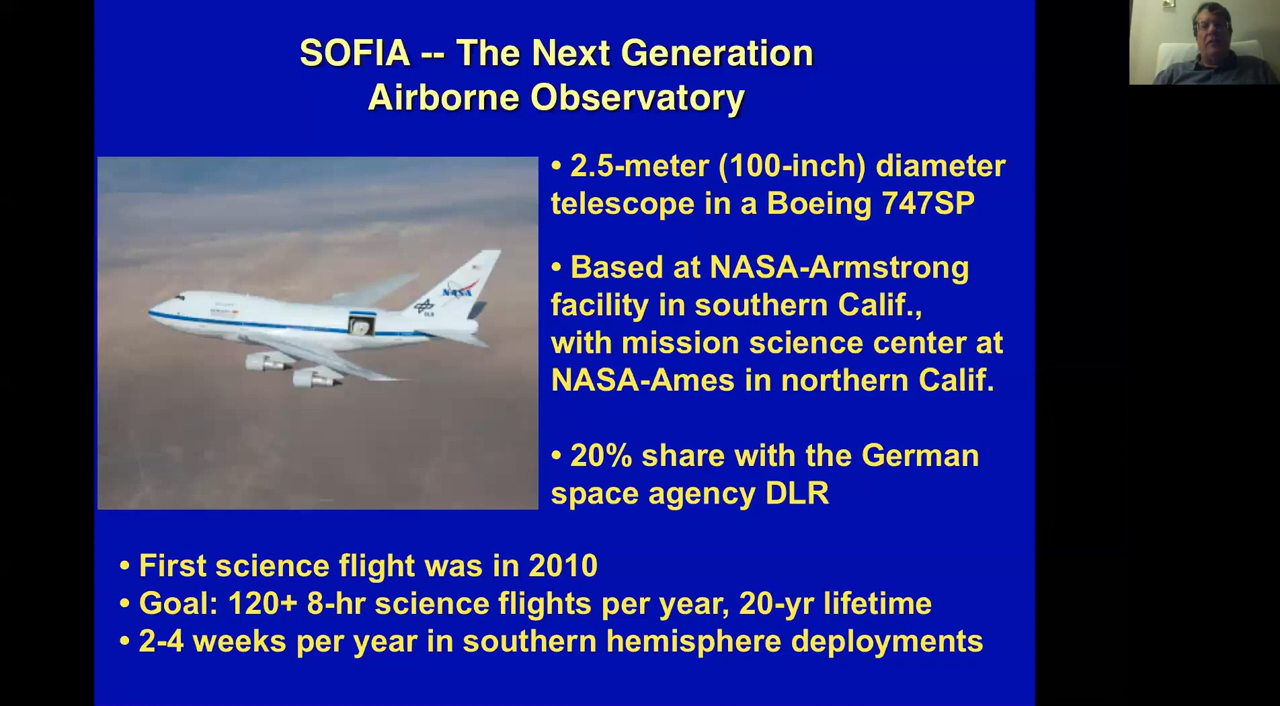 SOFIA -- The Next Generation
Airborne Observatory
• 2.5-meter (100-inch) diameter
telescope in a Boeing 747SP
• Based at NASA-Armstrong
facility in southern Calif.,
with mission science center at
NASA-Ames in northern Calif.
• 20% share with the German
space agency DLR
NASA
DLR
• First science flight was in 2010
• Goal: 120+ 8-hr science flights per year, 20-yr lifetime
• 2-4 weeks per year in southern hemisphere deployments